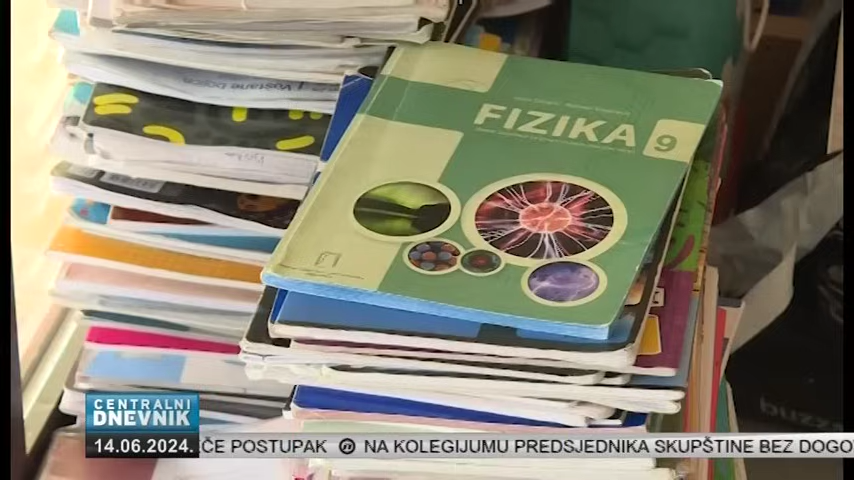 FIZIKA
9
CENTRALNI
DNEVNIK
14.06.2024.
ČE POSTUPAK NA KOLEGIJUMU PREDSJEDNIKA SKUPŠTINE BEZ DOGO